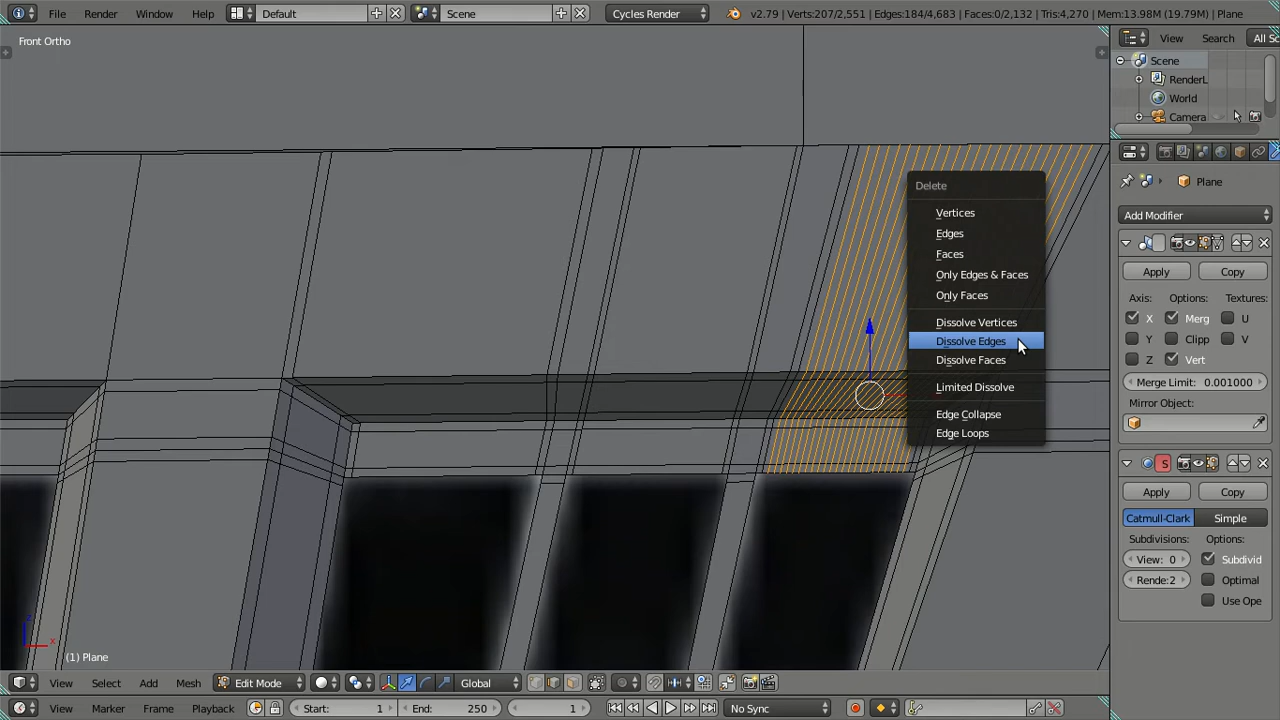 File Render Window Help Default Scene Cycles Render v2.79 | Verts:207/2,551 | Edges:184/4,683 | Faces:0/2,132 | Tris:4,270 | Mem:13.98M (19.79M) | Plane
Front Ortho
View Search All Sc
Scene
RenderL
World
Camera
Plane
Add Modifier
Apply Copy
Axis: Options: Textures:
X Merg U
Y Clipp V
Z Vert
Merge Limit: 0.001000
Mirror Object:
S
Apply Copy
Catmull-Clark Simple
Subdivisions: Options:
View: 0 Subdivid
Rende:2 Optimal
Use Ope
Delete
Vertices
Edges
Faces
Only Edges & Faces
Only Faces
Dissolve Vertices
Dissolve Edges
Dissolve Faces
Limited Dissolve
Edge Collapse
Edge Loops
z
x
(1) Plane
View Select Add Mesh Edit Mode Global
View Marker Frame Playback Start: 1 End: 250 1 No Sync